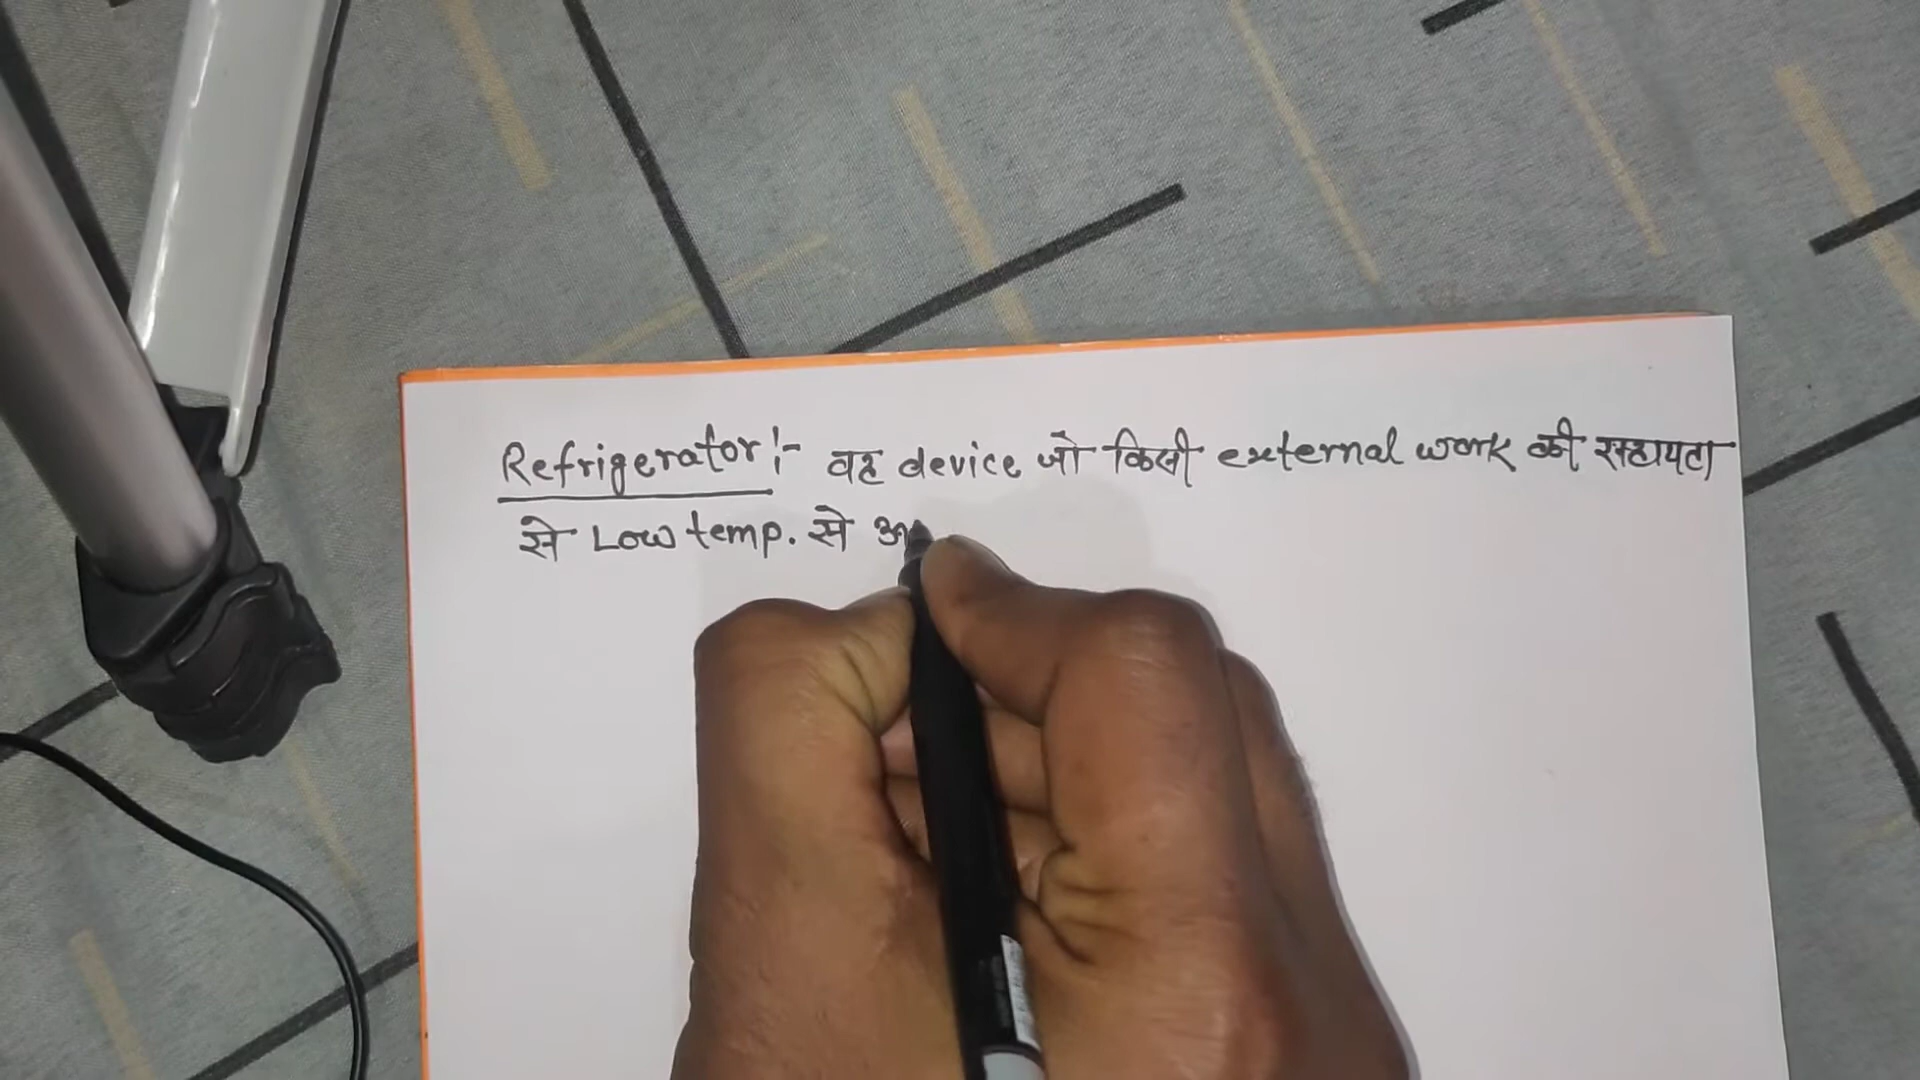 Refrigerator:- वह device जो किसी external work की सहायता
से Low temp. से